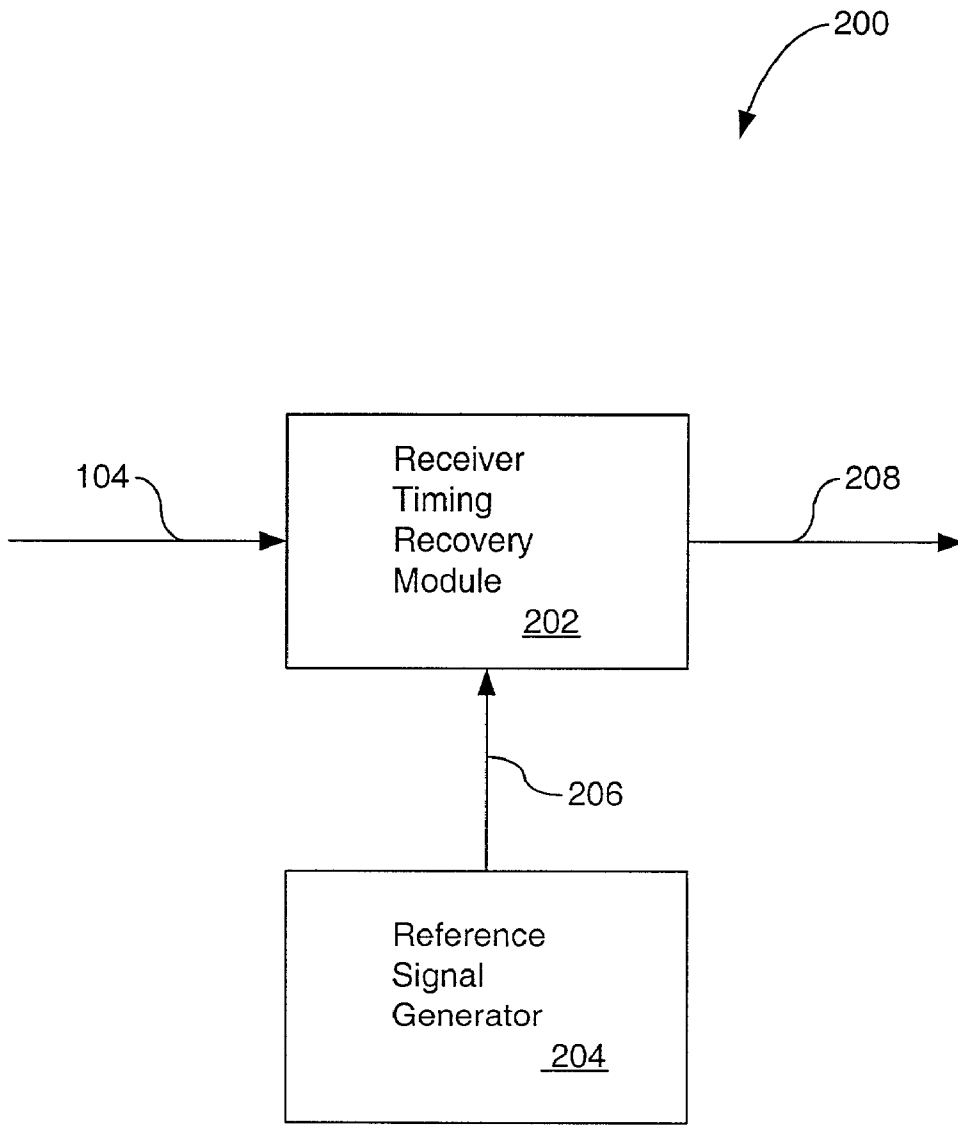 200
104
Receiver
Timing
Recovery
Module
202
208
206
Reference
Signal
Generator
204